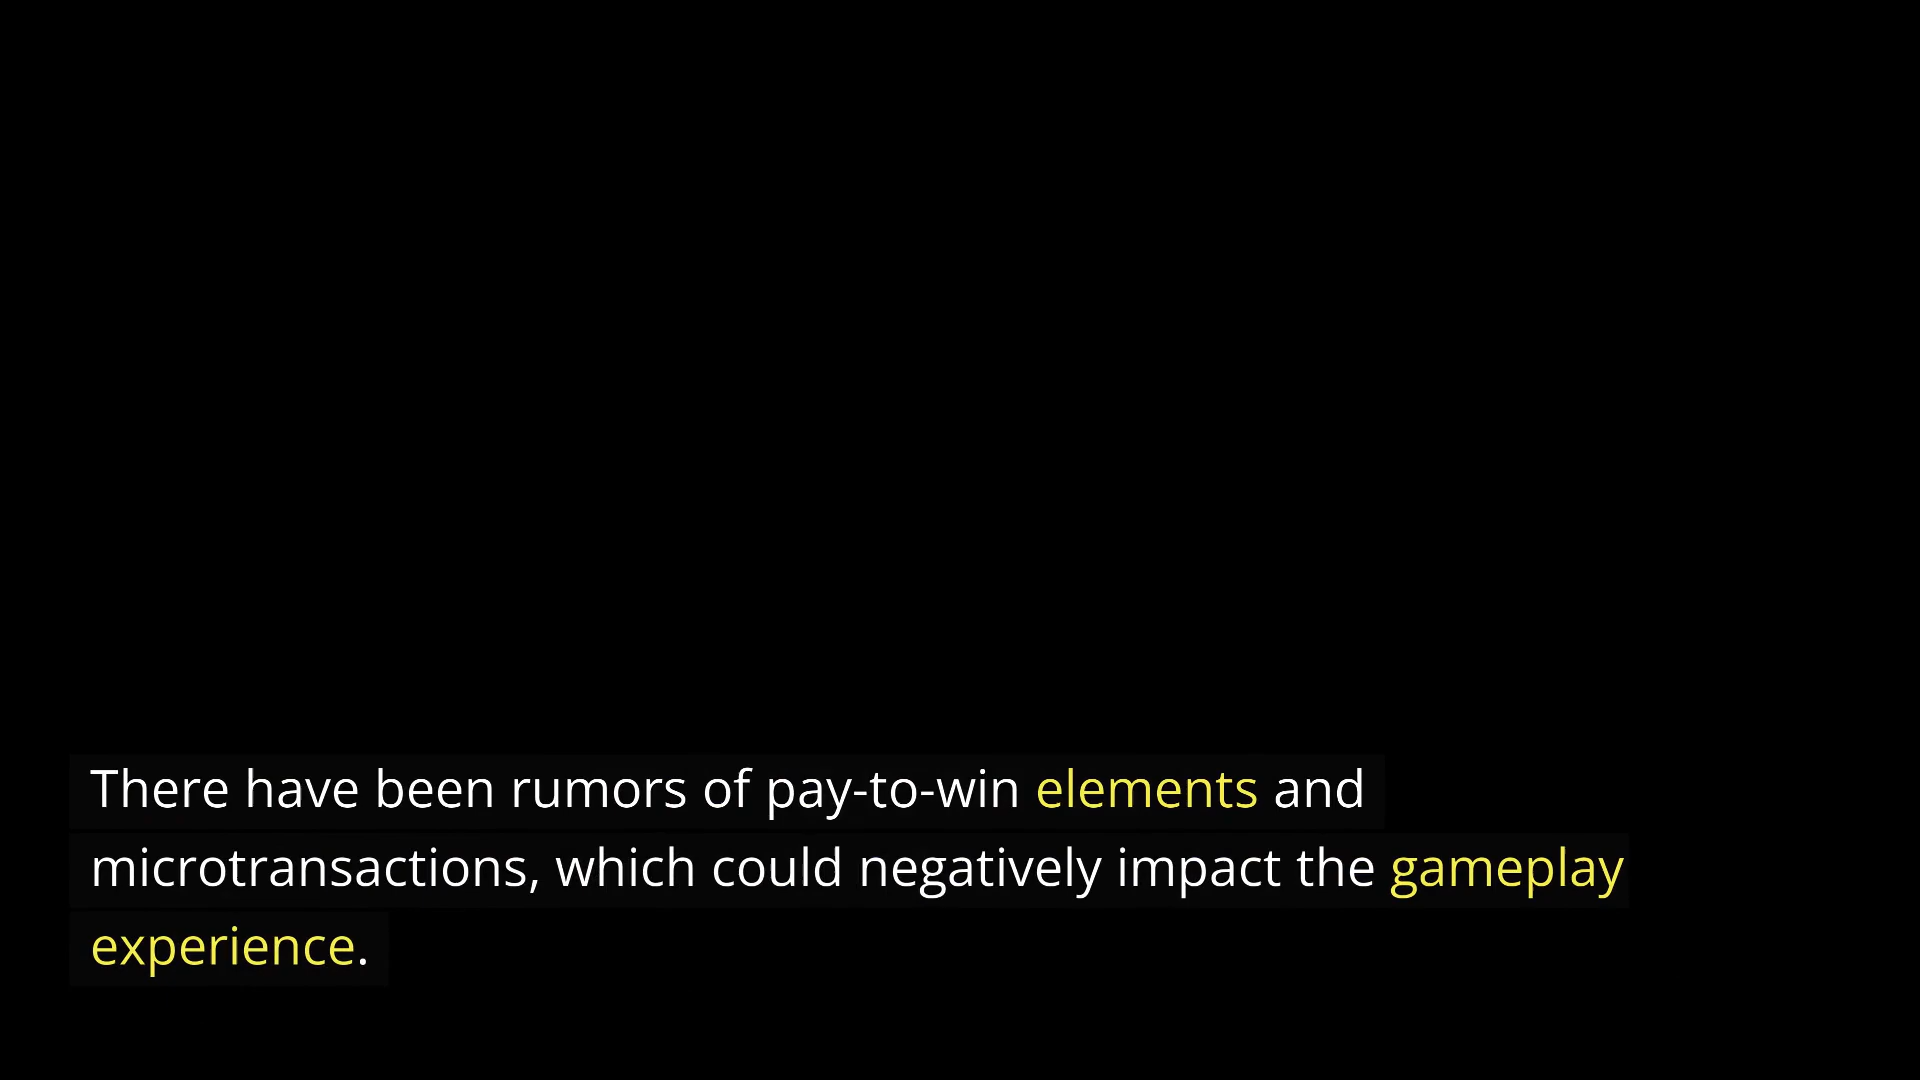 There have been rumors of pay-to-win elements and
microtransactions, which could negatively impact the gameplay
experience.